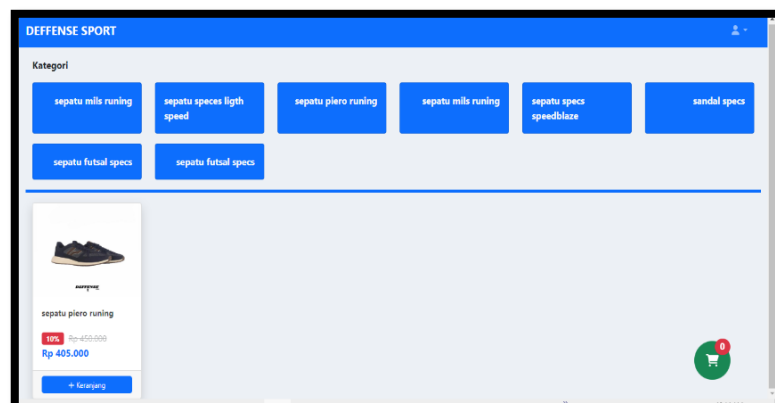 DEFFENSE SPORT
Kategori
sepatu mils runing
sepatu speces ligth
speed
sepatu piero runing
sepatu mils runing
sepatu specs
speedblaze
sandal specs
sepatu futsal specs
sepatu futsal specs
sepatu piero runing
10% Rp 450.000
Rp 405.000
0
+ Keranjang